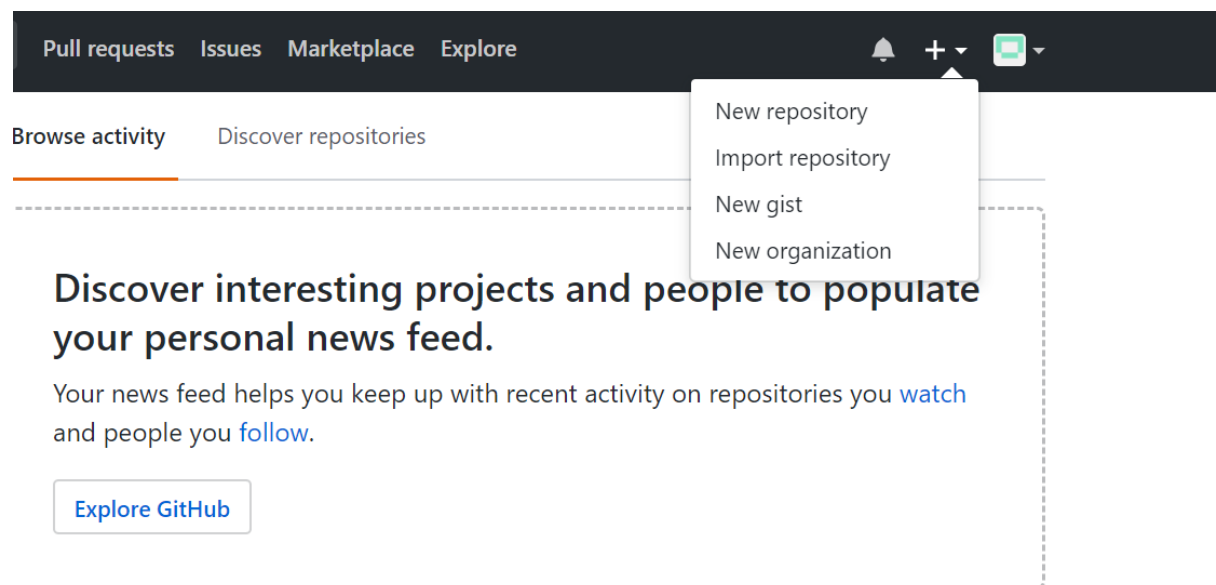 Pull requests Issues Marketplace Explore
New repository
Import repository
New gist
New organization
Browse activity Discover repositories
Discover interesting projects and people to populate
your personal news feed.
Your news feed helps you keep up with recent activity on repositories you watch
and people you follow.
Explore GitHub